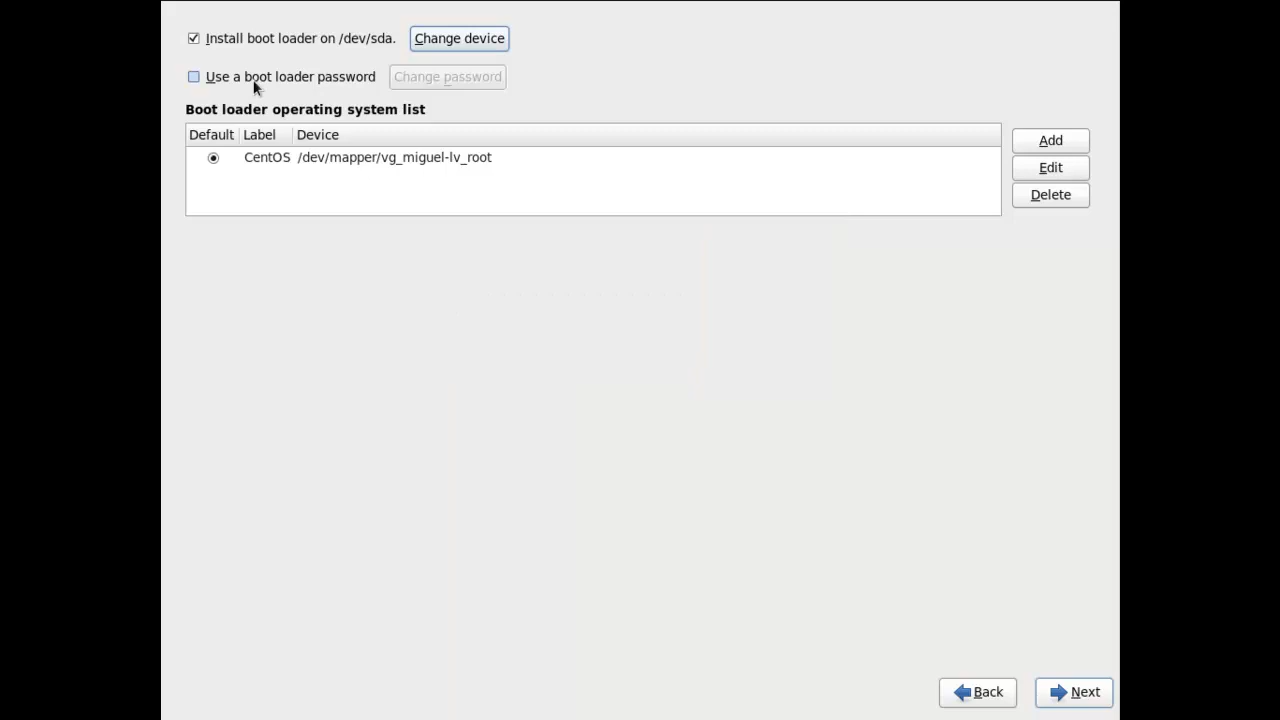 Install boot loader on /dev/sda. Change device
Use a boot loader password Change password
Boot loader operating system list
Default Label Device
CentOS /dev/mapper/vg_miguel-lv_root
Add
Edit
Delete
Back Next